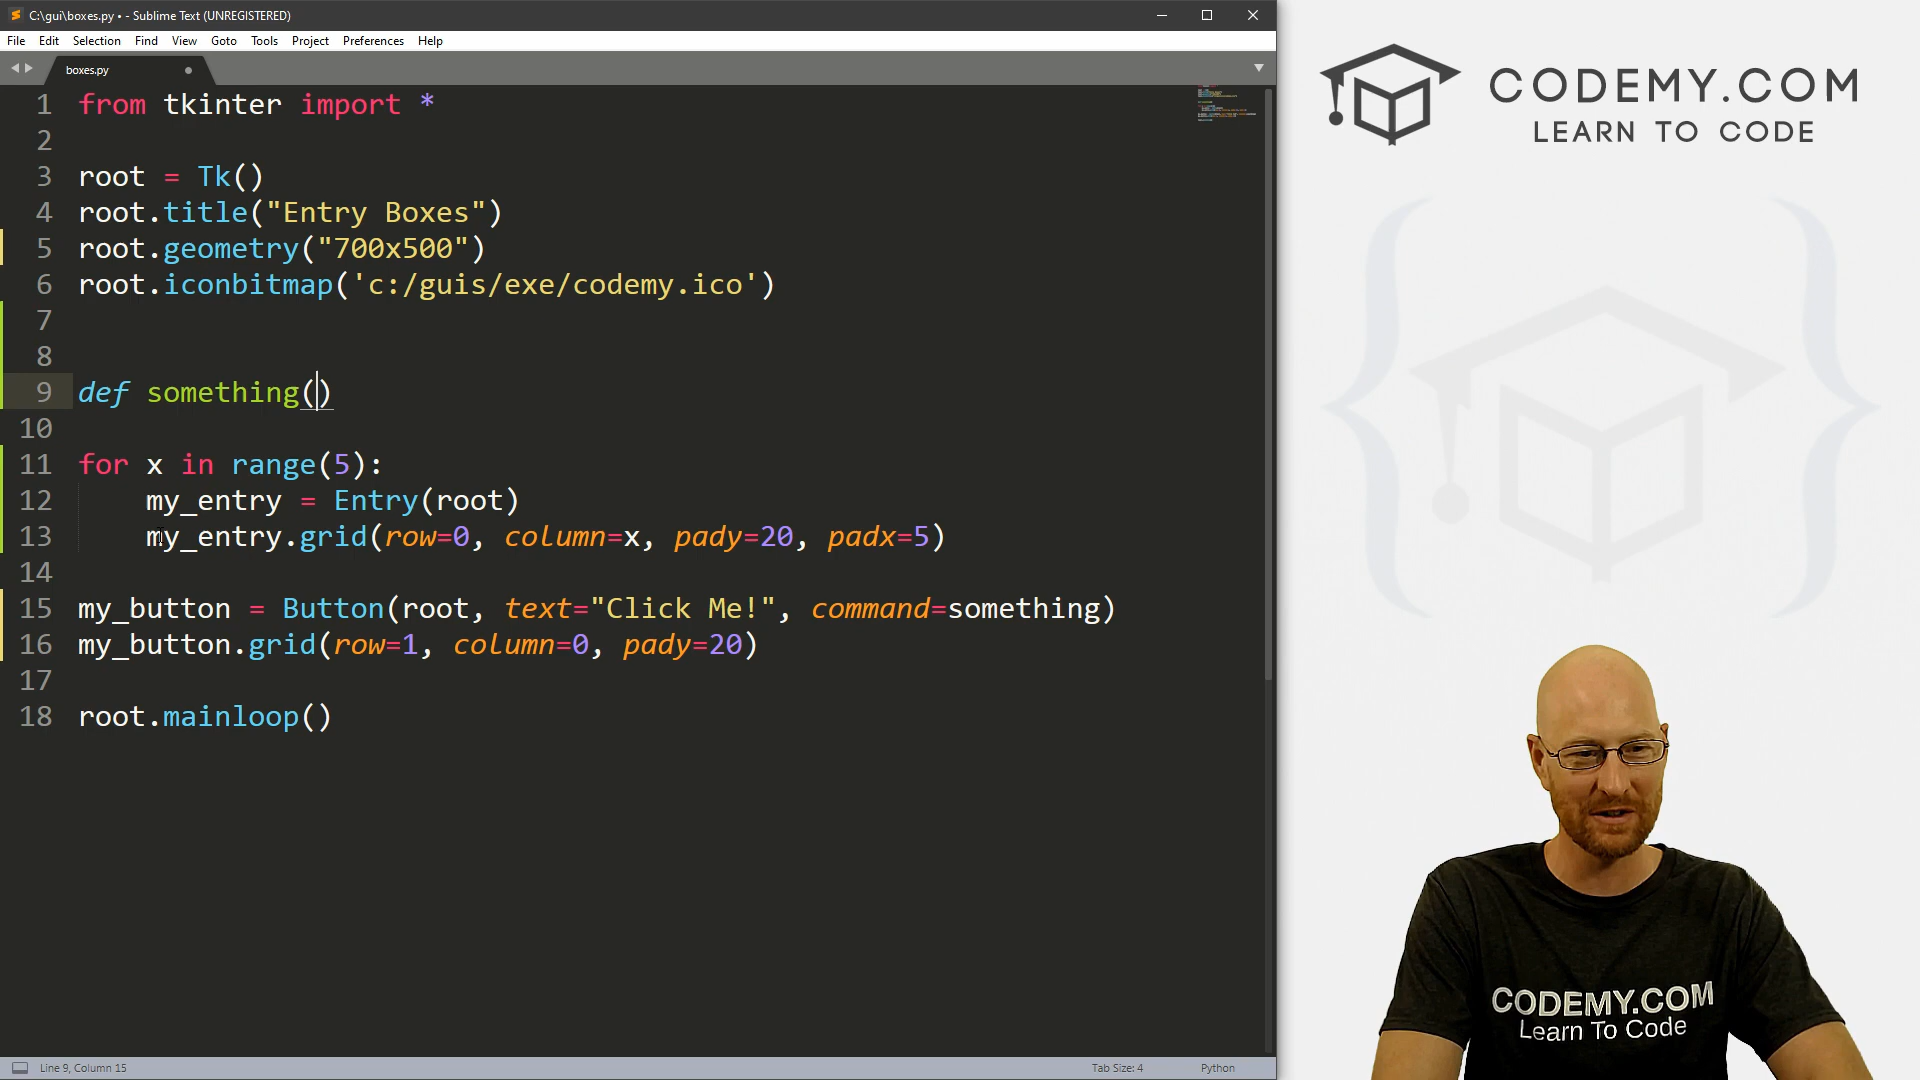 C:\gui\boxes.py • - Sublime Text (UNREGISTERED)
File Edit Selection Find View Goto Tools Project Preferences Help
boxes.py
1 from tkinter import *
2
3 root = Tk()
4 root.title("Entry Boxes")
5 root.geometry("700x500")
6 root.iconbitmap('c:/guis/exe/codemy.ico')
7
8
9 def something()
10
11 for x in range(5):
12     my_entry = Entry(root)
13     my_entry.grid(row=0, column=x, pady=20, padx=5)
14
15 my_button = Button(root, text="Click Me!", command=something)
16 my_button.grid(row=1, column=0, pady=20)
17
18 root.mainloop()
Line 9, Column 15
Tab Size: 4
Python
CODEMY.COM
LEARN TO CODE
CODEMY.COM
Learn To Code